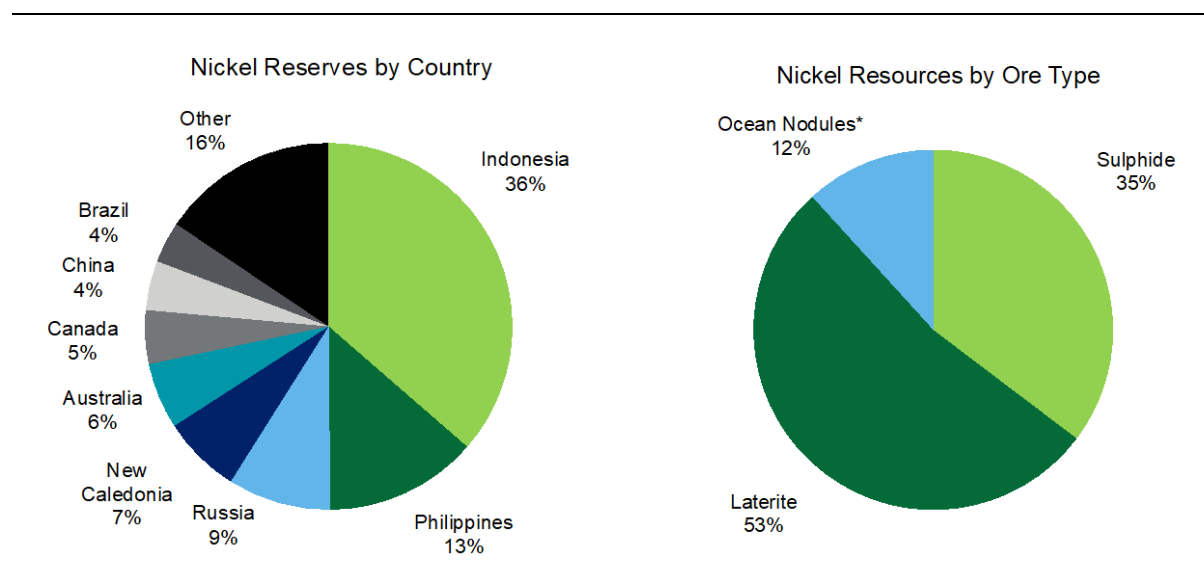 Nickel Reserves by Country
Other
16%
Indonesia
36%
Brazil
4%
China
4%
Canada
5%
Australia
6%
New
Caledonia
7%
Russia
9%
Philippines
13%
Nickel Resources by Ore Type
Ocean Nodules*
12%
Sulphide
35%
Laterite
53%